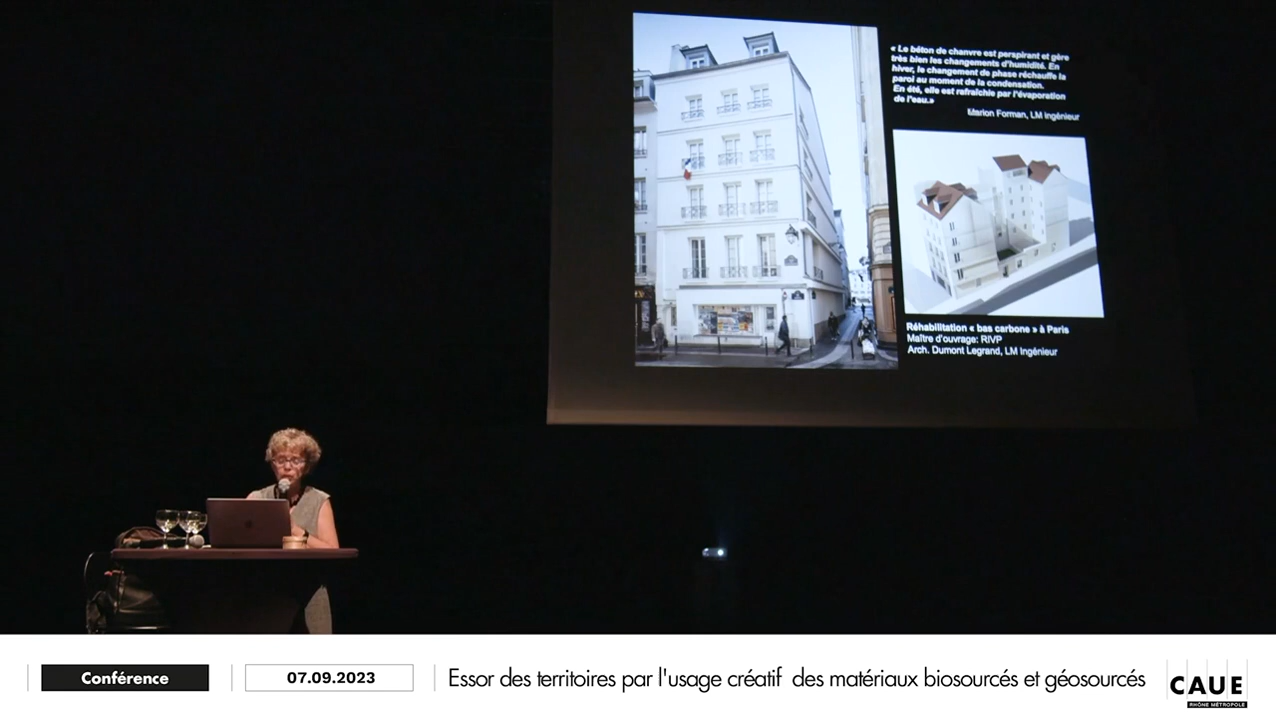 « Le béton de chanvre est perspirant et gère
très bien les changements d'humidité. En
hiver, le changement de phase réchauffe la
paroi au moment de la condensation.
En été, elle est rafraîchie par l'évaporation
de l'eau.»
Marion Forman, LM Ingénieur
Réhabilitation « bas carbone » à Paris
Maître d'ouvrage: RIVP
Arch. Dumont Legrand, LM Ingénieur
Conférence
07.09.2023
Essor des territoires par l'usage créatif des matériaux biosourcés et géosourcés
CAUE
RHÔNE MÉTROPOLE